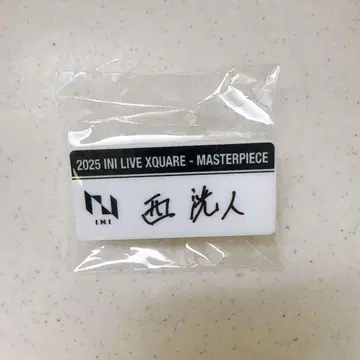 2025 INI LIVE XQUARE - MASTERPIECE
INI
西洸人